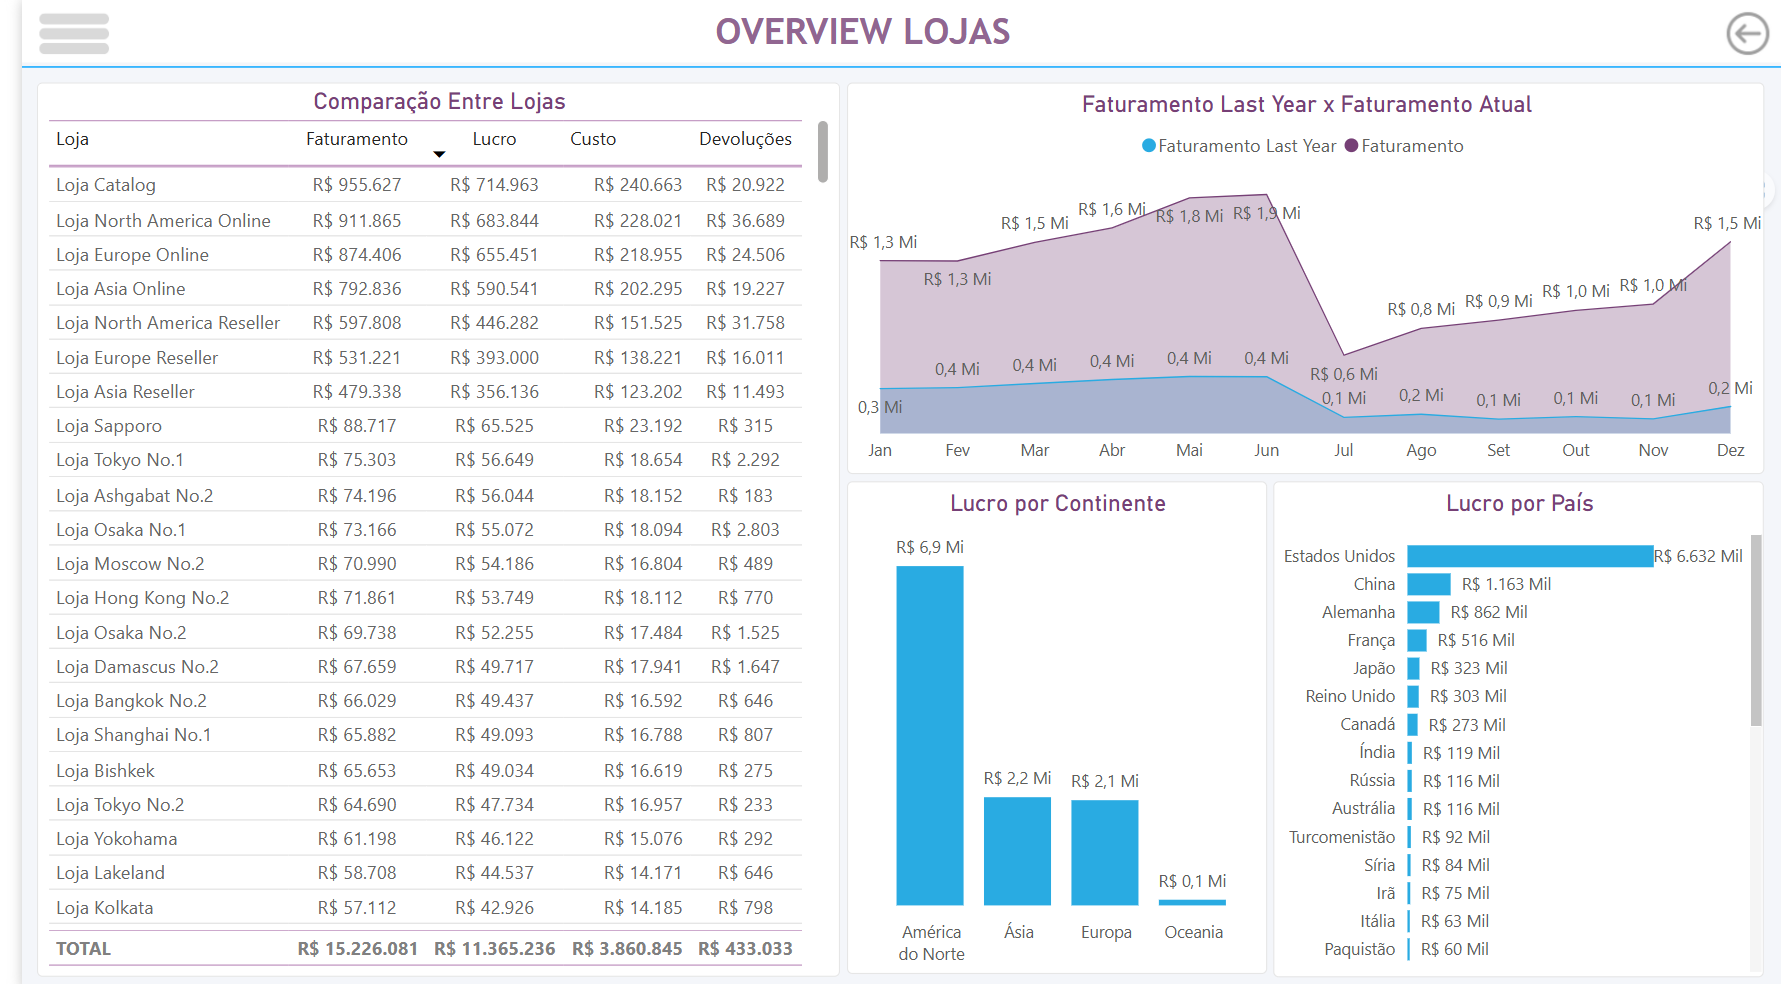 OVERVIEW LOJAS
Comparação Entre Lojas
Loja Faturamento Lucro Custo Devoluções
Loja Catalog R$ 955.627 R$ 714.963 R$ 240.663 R$ 20.922
Loja North America Online R$ 911.865 R$ 683.844 R$ 228.021 R$ 36.689
Loja Europe Online R$ 874.406 R$ 655.451 R$ 218.955 R$ 24.506
Loja Asia Online R$ 792.836 R$ 590.541 R$ 202.295 R$ 19.227
Loja North America Reseller R$ 597.808 R$ 446.282 R$ 151.525 R$ 31.758
Loja Europe Reseller R$ 531.221 R$ 393.000 R$ 138.221 R$ 16.011
Loja Asia Reseller R$ 479.338 R$ 356.136 R$ 123.202 R$ 11.493
Loja Sapporo R$ 88.717 R$ 65.525 R$ 23.192 R$ 315
Loja Tokyo No.1 R$ 75.303 R$ 56.649 R$ 18.654 R$ 2.292
Loja Ashgabat No.2 R$ 74.196 R$ 56.044 R$ 18.152 R$ 183
Loja Osaka No.1 R$ 73.166 R$ 55.072 R$ 18.094 R$ 2.803
Loja Moscow No.2 R$ 70.990 R$ 54.186 R$ 16.804 R$ 489
Loja Hong Kong No.2 R$ 71.861 R$ 53.749 R$ 18.112 R$ 770
Loja Osaka No.2 R$ 69.738 R$ 52.255 R$ 17.484 R$ 1.525
Loja Damascus No.2 R$ 67.659 R$ 49.717 R$ 17.941 R$ 1.647
Loja Bangkok No.2 R$ 66.029 R$ 49.437 R$ 16.592 R$ 646
Loja Shanghai No.1 R$ 65.882 R$ 49.093 R$ 16.788 R$ 807
Loja Bishkek R$ 65.653 R$ 49.034 R$ 16.619 R$ 275
Loja Tokyo No.2 R$ 64.690 R$ 47.734 R$ 16.957 R$ 233
Loja Yokohama R$ 61.198 R$ 46.122 R$ 15.076 R$ 292
Loja Lakeland R$ 58.708 R$ 44.537 R$ 14.171 R$ 646
Loja Kolkata R$ 57.112 R$ 42.926 R$ 14.185 R$ 798
TOTAL R$ 15.226.081 R$ 11.365.236 R$ 3.860.845 R$ 433.033
Faturamento Last Year x Faturamento Atual
Faturamento Last Year Faturamento
R$ 1,3 Mi R$ 1,3 Mi R$ 1,5 Mi R$ 1,6 Mi R$ 1,8 Mi R$ 1,9 Mi R$ 0,6 Mi R$ 0,8 Mi R$ 0,9 Mi R$ 1,0 Mi R$ 1,0 Mi R$ 1,5 Mi
0,3 Mi 0,4 Mi 0,4 Mi 0,4 Mi 0,4 Mi 0,4 Mi 0,1 Mi 0,2 Mi 0,1 Mi 0,1 Mi 0,1 Mi 0,2 Mi
Jan Fev Mar Abr Mai Jun Jul Ago Set Out Nov Dez
Lucro por Continente
R$ 6,9 Mi
R$ 2,2 Mi R$ 2,1 Mi
R$ 0,1 Mi
América Ásia Europa Oceania
do Norte
Lucro por País
Estados Unidos R$ 6.632 Mil
China R$ 1.163 Mil
Alemanha R$ 862 Mil
França R$ 516 Mil
Japão R$ 323 Mil
Reino Unido R$ 303 Mil
Canadá R$ 273 Mil
Índia R$ 119 Mil
Rússia R$ 116 Mil
Austrália R$ 116 Mil
Turcomenistão R$ 92 Mil
Síria R$ 84 Mil
Irã R$ 75 Mil
Itália R$ 63 Mil
Paquistão R$ 60 Mil